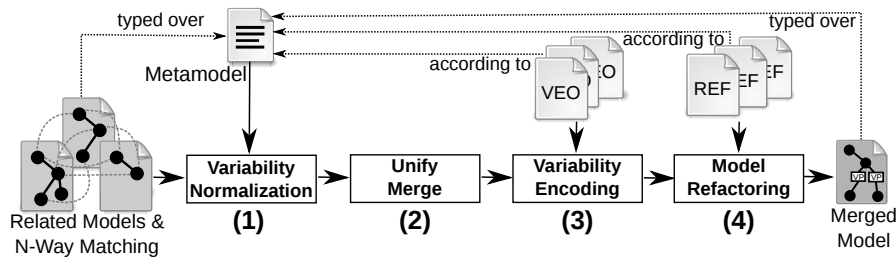 typed over
typed over
Metamodel
according to
according to
VEO
EO
REF
EF
EF
Variability
Normalization
Unify
Merge
Variability
Encoding
Model
Refactoring
VP
VP
(1)
(2)
(3)
(4)
Related Models &
N-Way Matching
Merged
Model